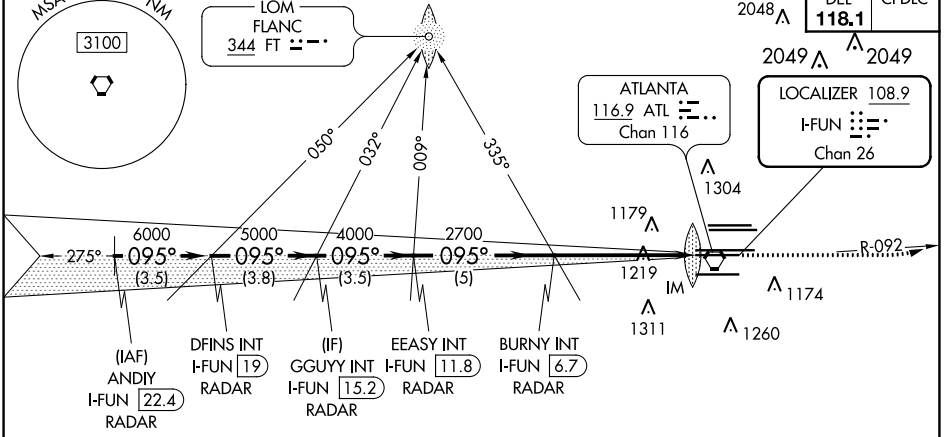 MSA
NM
3100
LOM
FLANC
344 FT
2048
118.1
CPDLC
2049
2049
ATLANTA
116.9 ATL
Chan 116
LOCALIZER 108.9
I-FUN
Chan 26
050°
032°
009°
335°
1304
1179
6000
5000
4000
2700
275°
095°
095°
095°
095°
R-092
(3.5)
(3.8)
(3.5)
(5)
1219
IM
1174
1311
1260
(IAF)
ANDIY
I-FUN 22.4
RADAR
DFINS INT
I-FUN 19
RADAR
(IF)
GGUYY INT
I-FUN 15.2
RADAR
EEASY INT
I-FUN 11.8
RADAR
BURNY INT
I-FUN 6.7
RADAR